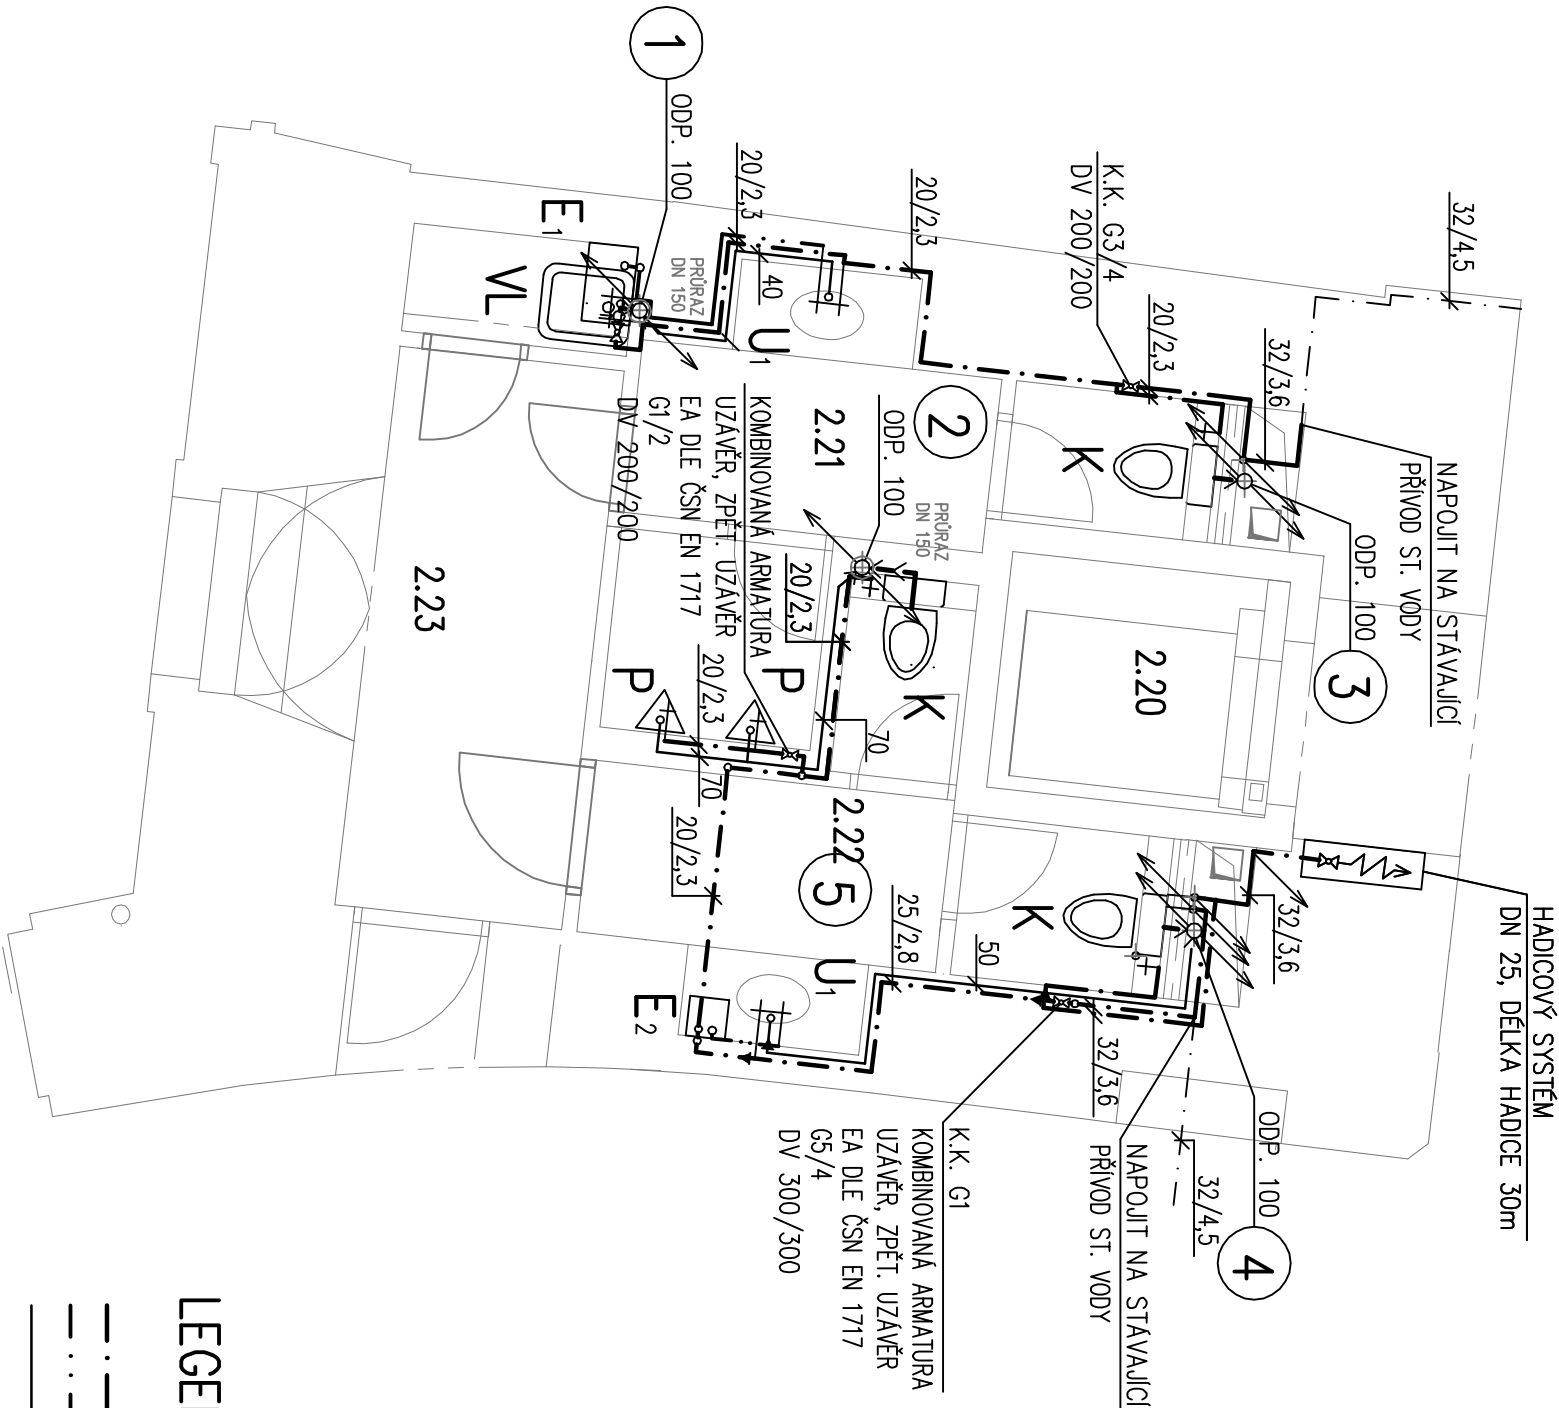 HADICOVÝ SYSTÉM
DN 25, DÉLKA HADICE 30m
32/4,5
NAPOJIT NA STÁVAJÍCÍ
PŘÍVOD ST. VODY
32/3,6
ODP. 100
3
32/3,6
ODP. 100
4
32/4,5
NAPOJIT NA STÁVAJÍCÍ
PŘÍVOD ST. VODY
K.K. G3/4
DV 200/200
20/2,3
K
2.20
K
50
32/3,6
K.K. G1
KOMBINOVANÁ ARMATURA
UZÁVĚR, ZPĚT. UZÁVĚR
EA DLE ČSN EN 1717
G5/4
DV 300/300
20/2,3
2
PRŮRAZ
DN 150
ODP. 100
K
70
25/2,8
2.21
20/2,3
P
2.22
5
U1
20/2,3
40
U1
KOMBINOVANÁ ARMATURA
UZÁVĚR, ZPĚT. UZÁVĚR
EA DLE ČSN EN 1717
G1/2
DV 200/200
20/2,3
70
20/2,3
P
E2
1
ODP. 100
PRŮRAZ
DN 150
E1
VL
2.23
LEGE